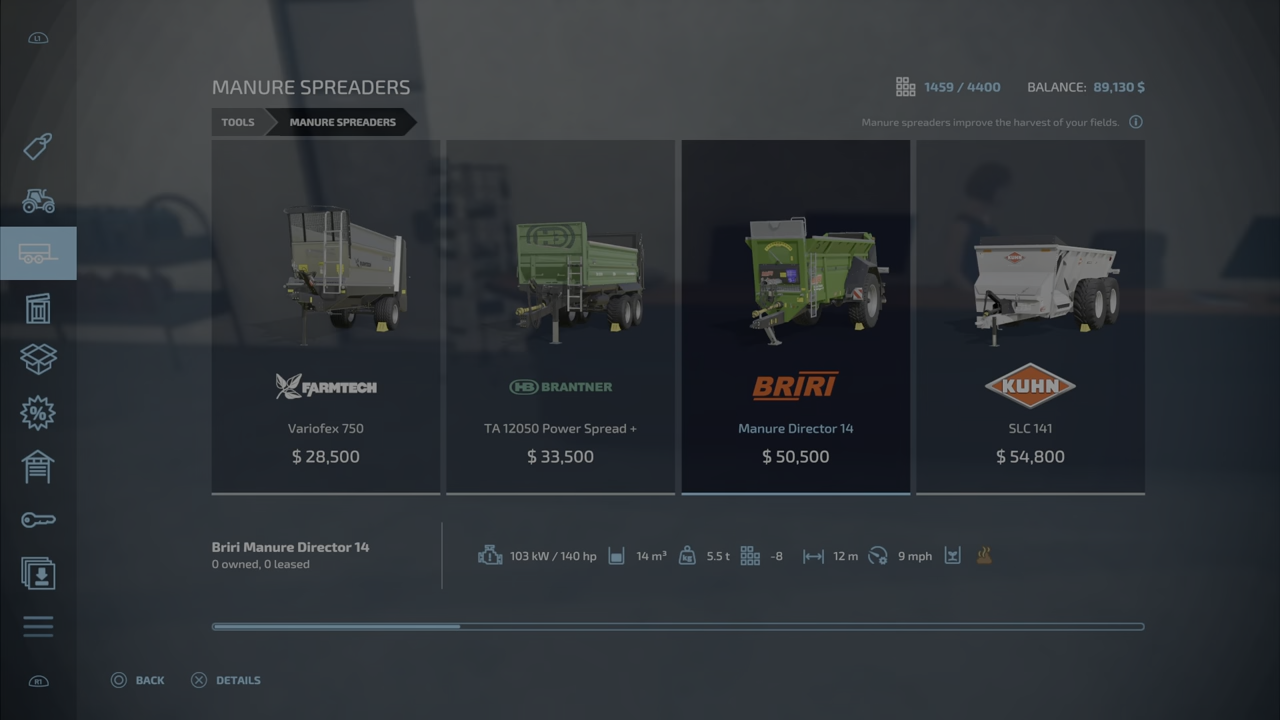 L1
MANURE SPREADERS
1459 / 4400
BALANCE: 89,130 $
TOOLS
MANURE SPREADERS
Manure spreaders improve the harvest of your fields.
FARMTECH
Variofex 750
$ 28,500
HB BRANTNER
TA 12050 Power Spread +
$ 33,500
BRIRI
Manure Director 14
$ 50,500
KUHN
KUHN
SLC 141
$ 54,800
Briri Manure Director 14
0 owned, 0 leased
103 kW / 140 hp
14 m³
kg
5.5 t
-8
12 m
9 mph
BACK
DETAILS
R1